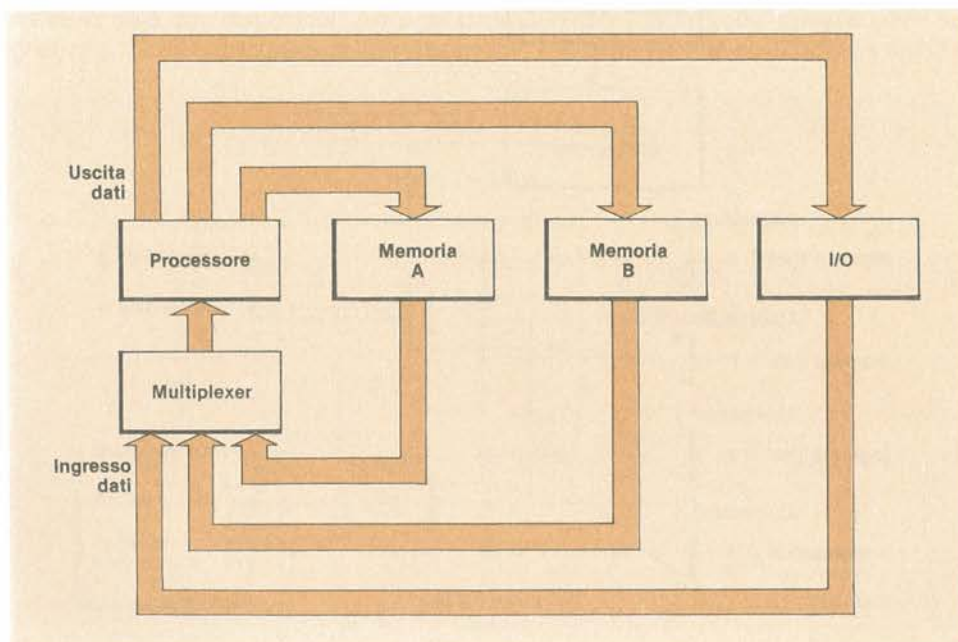 Uscita
dati
Processore
Memoria
A
Memoria
B
I/O
Multiplexer
Ingresso
dati